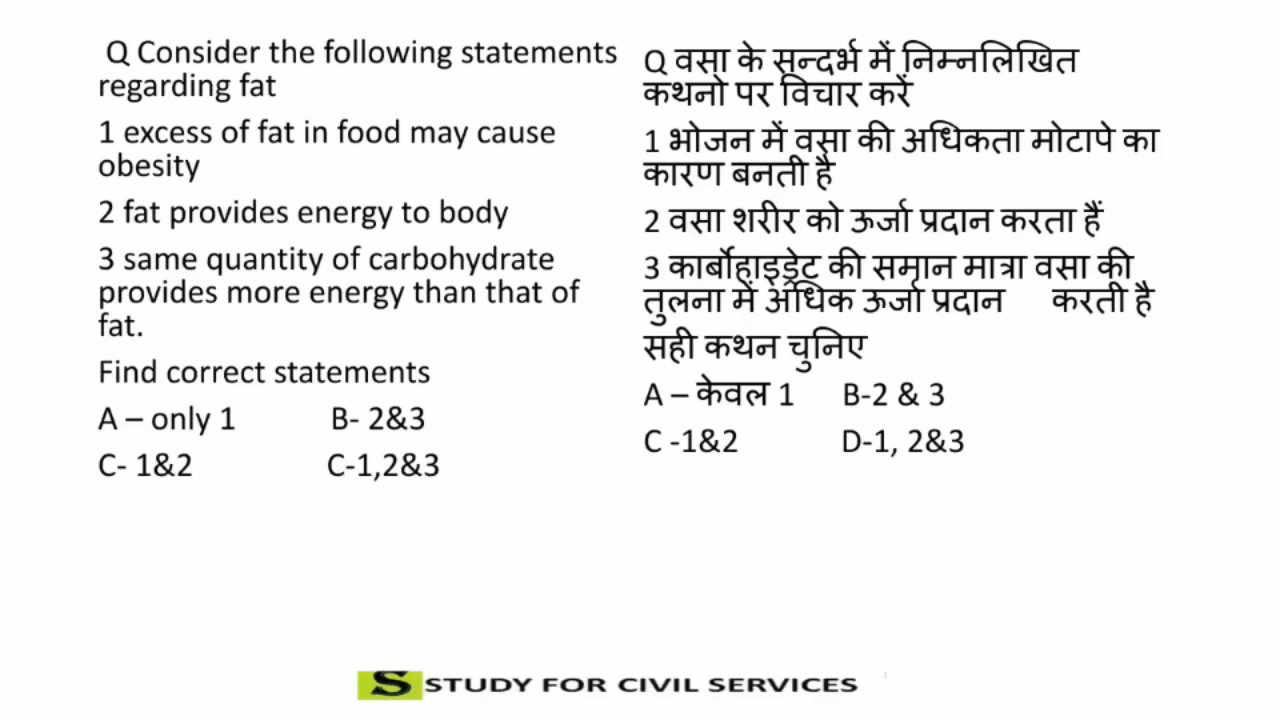 Q Consider the following statements
regarding fat
1 excess of fat in food may cause
obesity
2 fat provides energy to body
3 same quantity of carbohydrate
provides more energy than that of
fat.
Find correct statements
A – only 1 B- 2&3
C- 1&2 C-1,2&3
Q वसा के सन्दर्भ में निम्नलिखित
कथनो पर विचार करें
1 भोजन में वसा की अधिकता मोटापे का
कारण बनती है
2 वसा शरीर को ऊर्जा प्रदान करता हैं
3 कार्बोहाइड्रेट की समान मात्रा वसा की
तुलना में अधिक ऊर्जा प्रदान करती है
सही कथन चुनिए
A – केवल 1 B-2 & 3
C -1&2 D-1, 2&3
S STUDY FOR CIVIL SERVICES